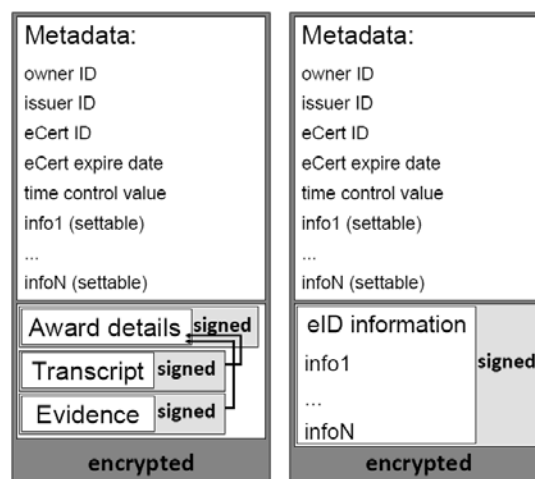 Metadata:
owner ID
issuer ID
eCert ID
eCert expire date
time control value
info1 (settable)
...
infoN (settable)
Award details signed
Transcript signed
Evidence signed
encrypted
Metadata:
owner ID
issuer ID
eCert ID
eCert expire date
time control value
info1 (settable)
...
infoN (settable)
eID information
info1
signed
...
infoN
encrypted